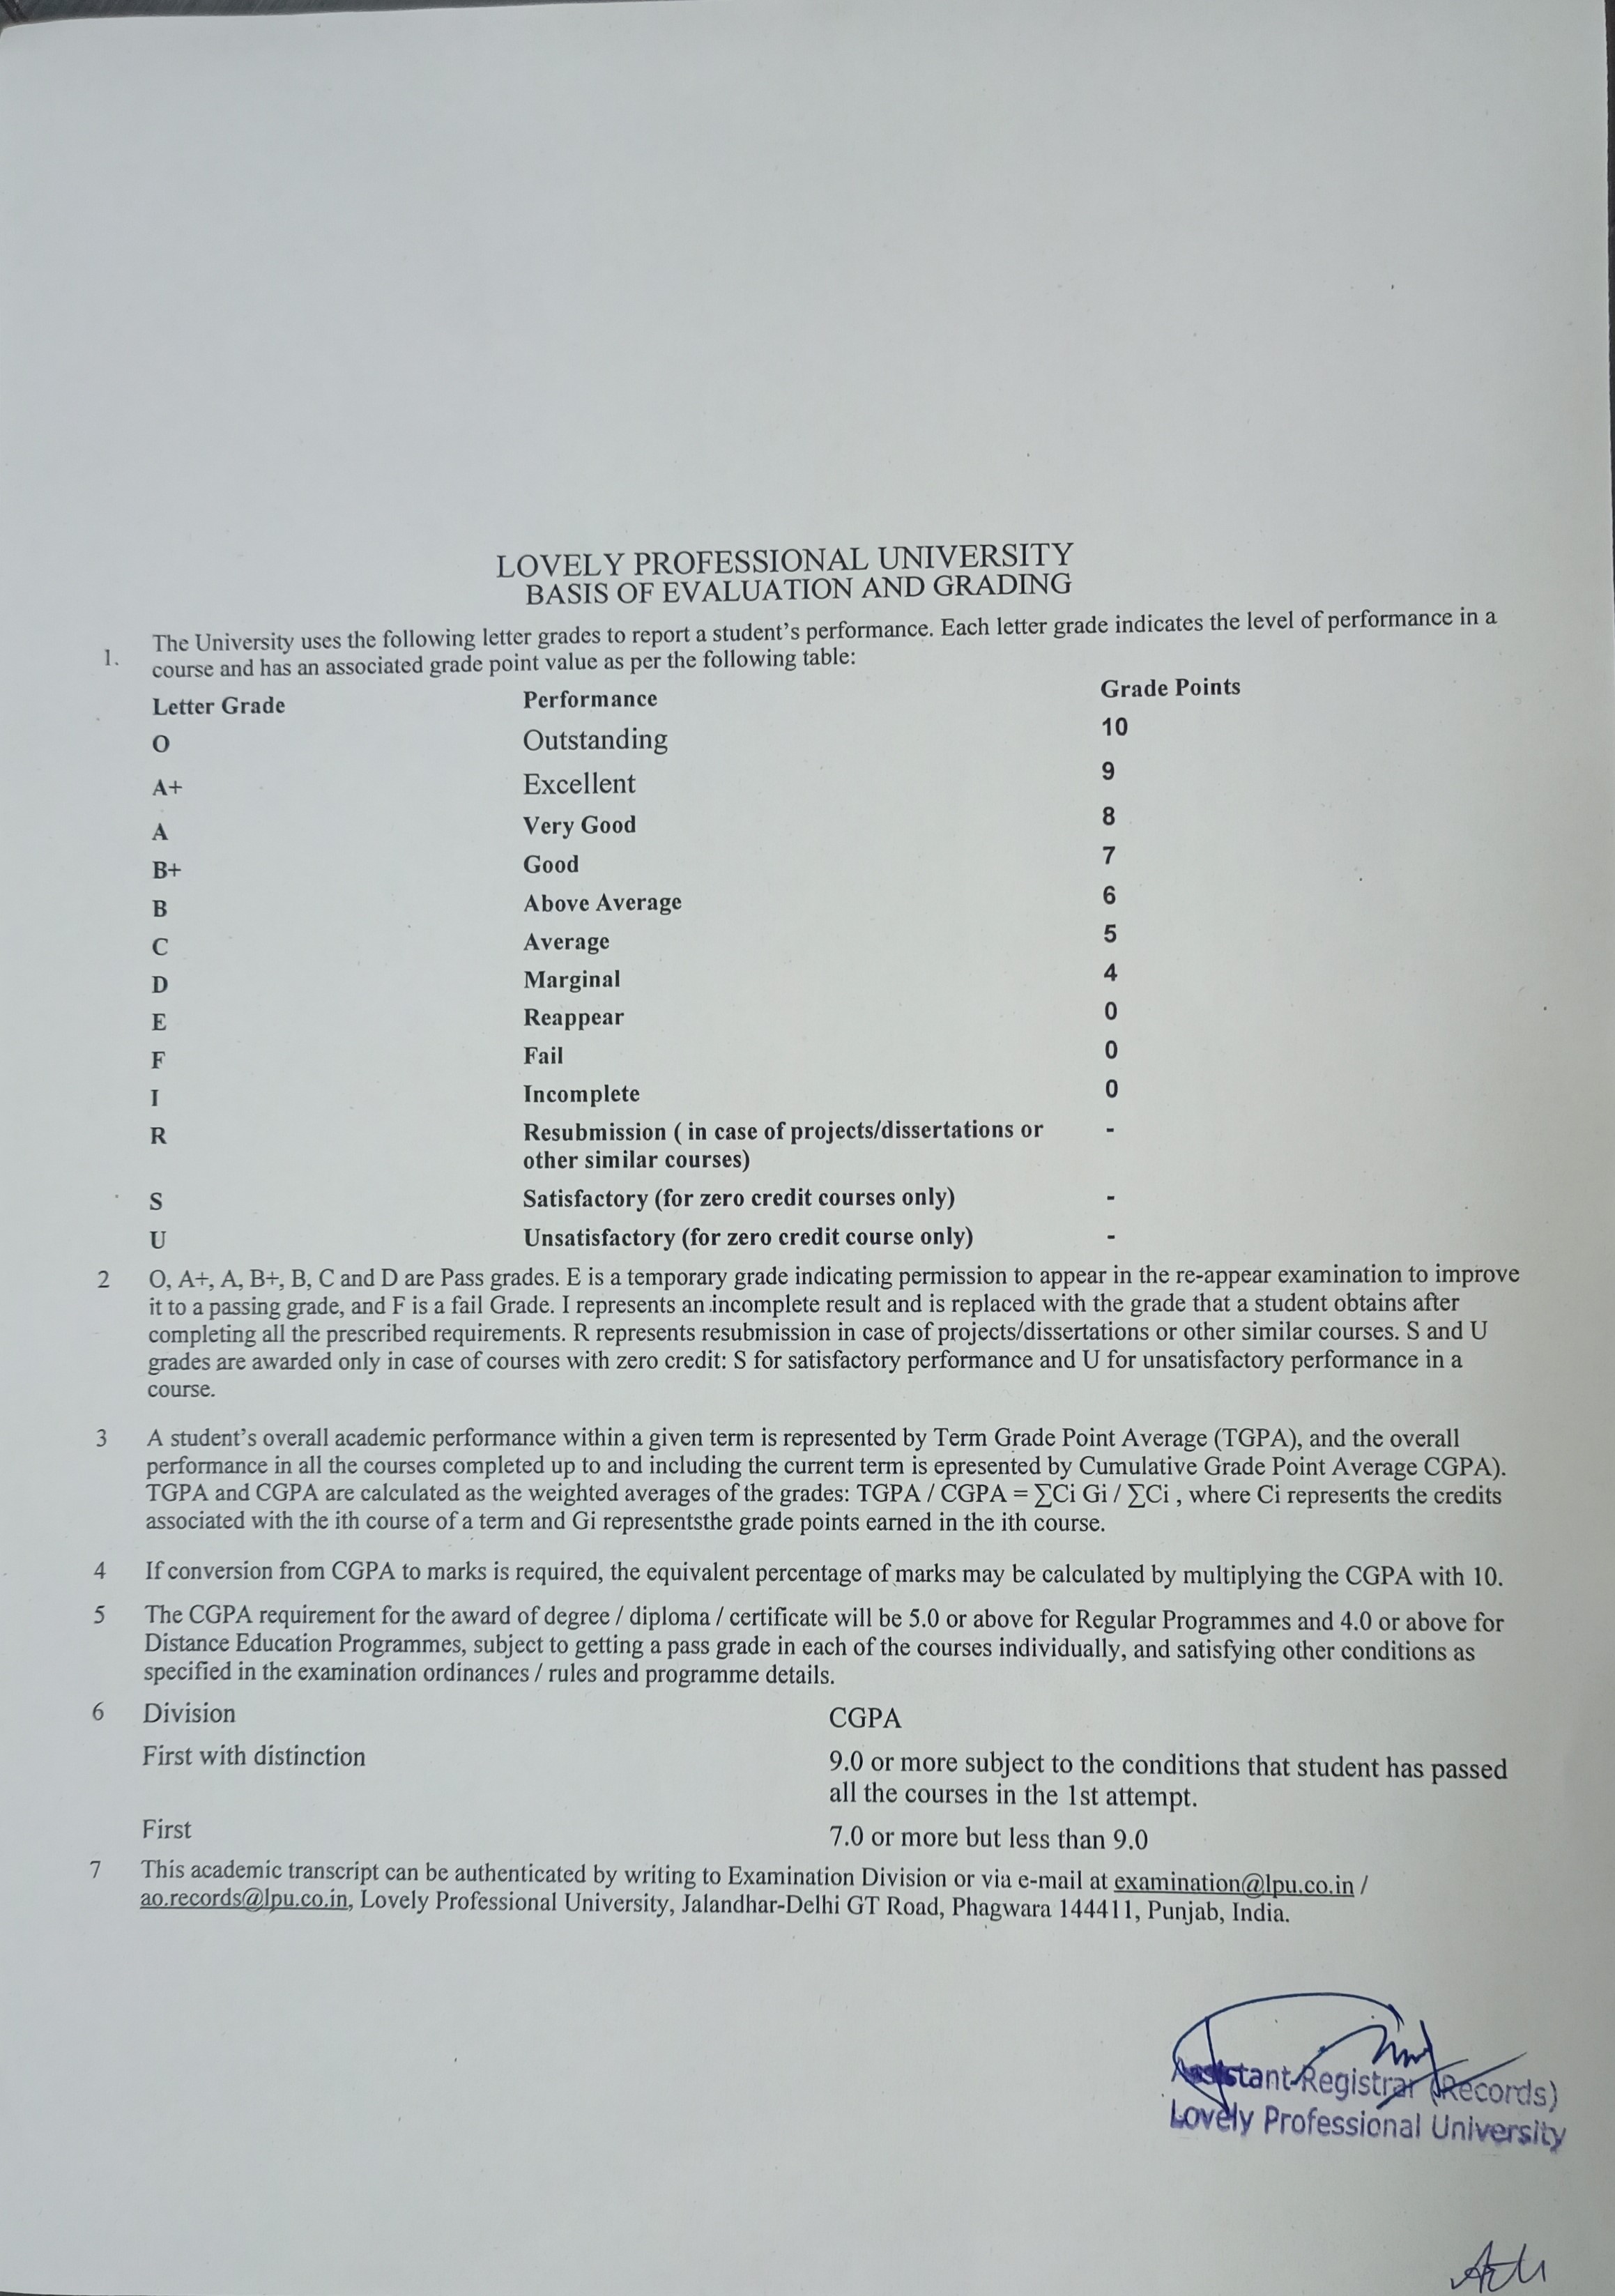 LOVELY PROFESSIONAL UNIVERSITY
BASIS OF EVALUATION AND GRADING
1. The University uses the following letter grades to report a student's performance. Each letter grade indicates the level of performance in a
course and has an associated grade point value as per the following table:
Letter Grade Performance Grade Points
O Outstanding 10
A+ Excellent 9
A Very Good 8
B+ Good 7
B Above Average 6
C Average 5
D Marginal 4
E Reappear 0
F Fail 0
I Incomplete 0
R Resubmission ( in case of projects/dissertations or -
other similar courses)
S Satisfactory (for zero credit courses only) -
U Unsatisfactory (for zero credit course only) -
2 O, A+, A, B+, B, C and D are Pass grades. E is a temporary grade indicating permission to appear in the re-appear examination to improve
it to a passing grade, and F is a fail Grade. I represents an incomplete result and is replaced with the grade that a student obtains after
completing all the prescribed requirements. R represents resubmission in case of projects/dissertations or other similar courses. S and U
grades are awarded only in case of courses with zero credit: S for satisfactory performance and U for unsatisfactory performance in a
course.
3 A student's overall academic performance within a given term is represented by Term Grade Point Average (TGPA), and the overall
performance in all the courses completed up to and including the current term is epresented by Cumulative Grade Point Average CGPA).
TGPA and CGPA are calculated as the weighted averages of the grades: TGPA / CGPA = ∑Ci Gi / ∑Ci , where Ci represents the credits
associated with the ith course of a term and Gi representsthe grade points earned in the ith course.
4 If conversion from CGPA to marks is required, the equivalent percentage of marks may be calculated by multiplying the CGPA with 10.
5 The CGPA requirement for the award of degree / diploma / certificate will be 5.0 or above for Regular Programmes and 4.0 or above for
Distance Education Programmes, subject to getting a pass grade in each of the courses individually, and satisfying other conditions as
specified in the examination ordinances / rules and programme details.
6 Division CGPA
First with distinction 9.0 or more subject to the conditions that student has passed
all the courses in the 1st attempt.
First 7.0 or more but less than 9.0
7 This academic transcript can be authenticated by writing to Examination Division or via e-mail at examination@lpu.co.in /
ao.records@lpu.co.in, Lovely Professional University, Jalandhar-Delhi GT Road, Phagwara 144411, Punjab, India.
Assistant Registrar (Records)
Lovely Professional University